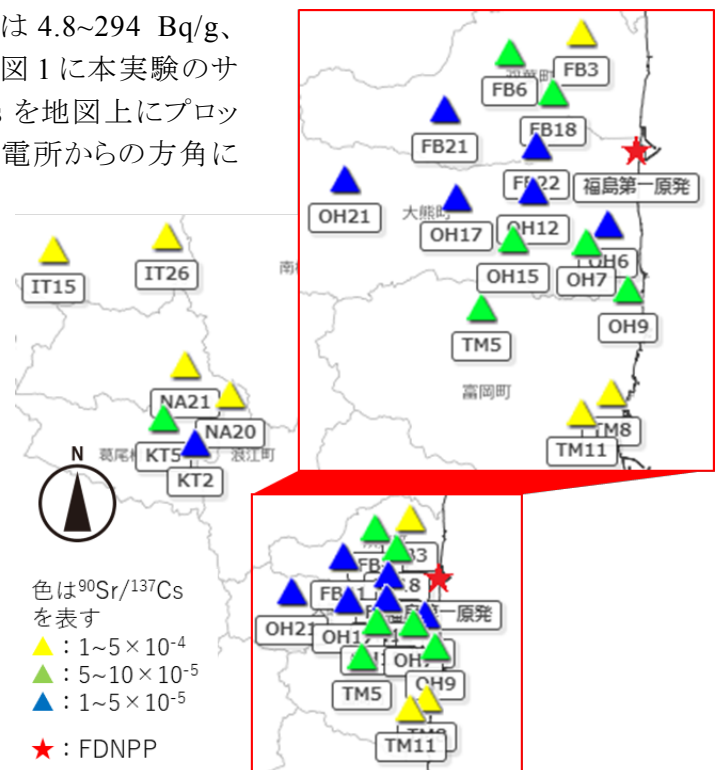 は 4.8~294 Bq/g、
図 1 に本実験のサ
を地図上にプロッ
電所からの方角に
FB3
FB6
FB18
FB21
FB22
福島第一原発
OH21
大熊町
OH17
OH12
OH6
OH15
OH7
OH9
TM5
富岡町
TM8
TM11
IT15
IT26
南
NA21
NA20
KT5
葛尾
浪江町
KT2
N
色は⁹⁰Sr/¹³⁷Cs
を表す
▲：1~5×10⁻⁴
▲：5~10×10⁻⁵
▲：1~5×10⁻⁵
★：FDNPP
OH21
TM5
OH9
TM11